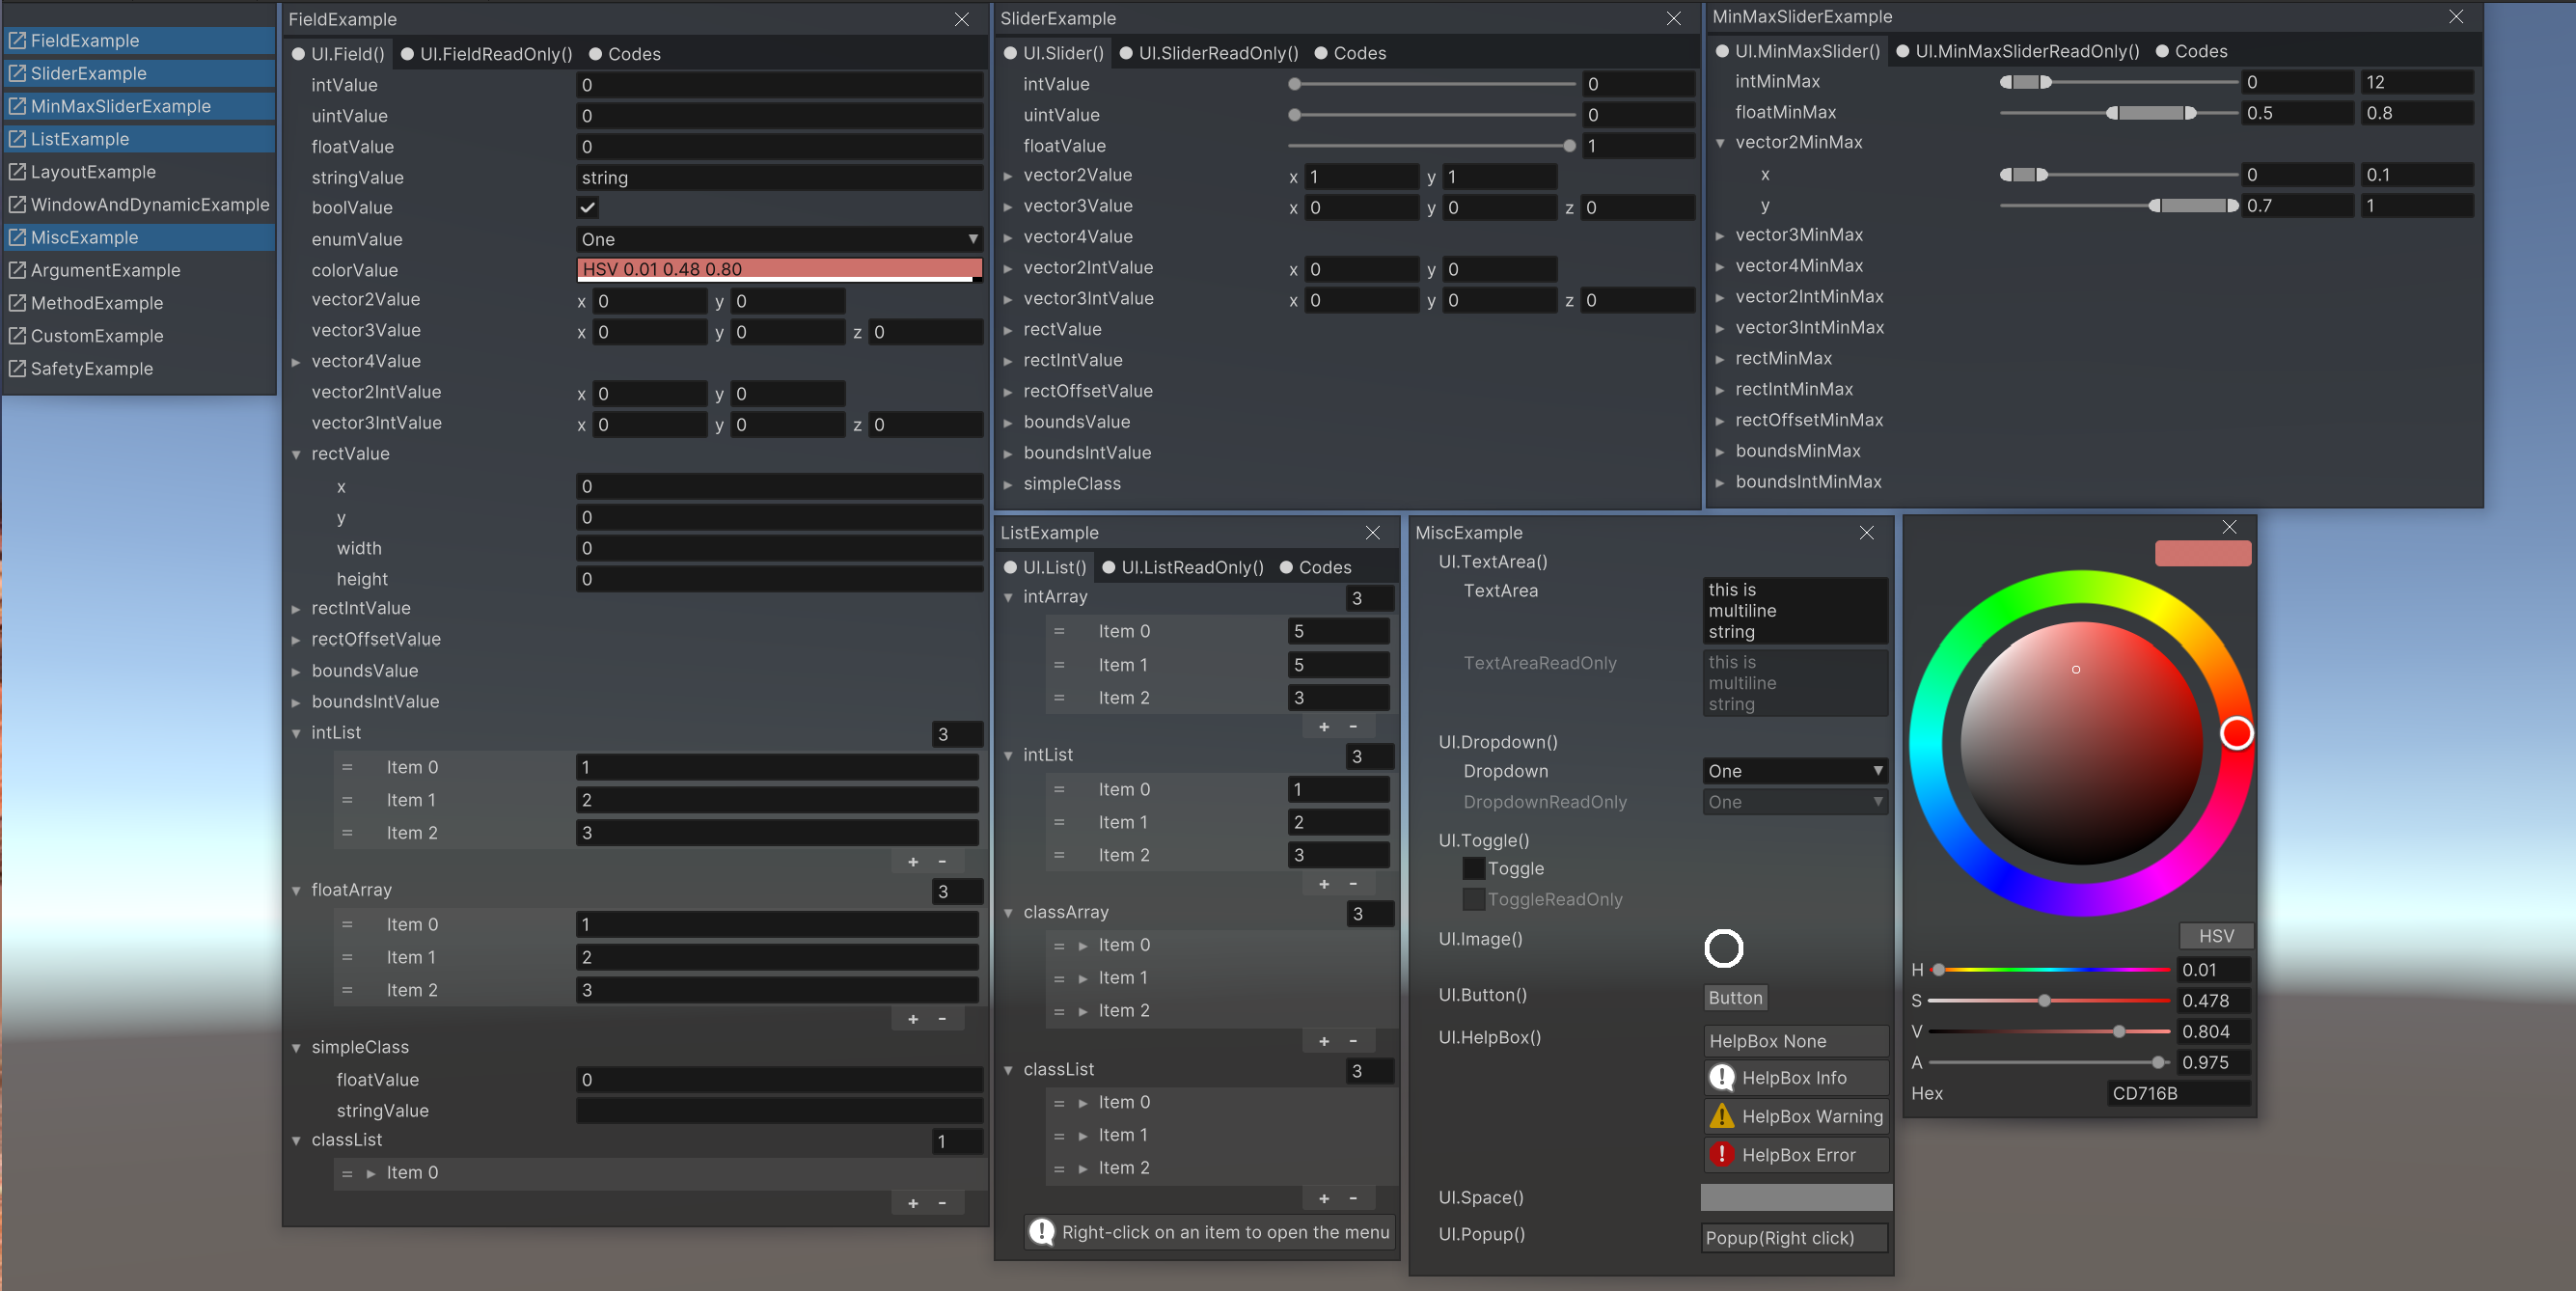 FieldExample
SliderExample
MinMaxSliderExample
ListExample
LayoutExample
WindowAndDynamicExample
MiscExample
ArgumentExample
MethodExample
CustomExample
SafetyExample
FieldExample
UI.Field() UI.FieldReadOnly() Codes
intValue 0
uintValue 0
floatValue 0
stringValue string
boolValue
enumValue One
colorValue HSV 0.01 0.48 0.80
vector2Value x 0 y 0
vector3Value x 0 y 0 z 0
vector4Value
vector2IntValue x 0 y 0
vector3IntValue x 0 y 0 z 0
rectValue
x 0
y 0
width 0
height 0
rectIntValue
rectOffsetValue
boundsValue
boundsIntValue
intList 3
= Item 0 1
= Item 1 2
= Item 2 3
+ -
floatArray 3
= Item 0 1
= Item 1 2
= Item 2 3
+ -
simpleClass
floatValue 0
stringValue
classList 1
= Item 0
+ -
SliderExample
UI.Slider() UI.SliderReadOnly() Codes
intValue 0
uintValue 0
floatValue 1
vector2Value x 1 y 1
vector3Value x 0 y 0 z 0
vector4Value
vector2IntValue x 0 y 0
vector3IntValue x 0 y 0 z 0
rectValue
rectIntValue
rectOffsetValue
boundsValue
boundsIntValue
simpleClass
MinMaxSliderExample
UI.MinMaxSlider() UI.MinMaxSliderReadOnly() Codes
intMinMax 0 12
floatMinMax 0.5 0.8
vector2MinMax
x 0 0.1
y 0.7 1
vector3MinMax
vector4MinMax
vector2IntMinMax
vector3IntMinMax
rectMinMax
rectIntMinMax
rectOffsetMinMax
boundsMinMax
boundsIntMinMax
ListExample
UI.List() UI.ListReadOnly() Codes
intArray 3
= Item 0 5
= Item 1 5
= Item 2 3
+ -
intList 3
= Item 0 1
= Item 1 2
= Item 2 3
+ -
classArray 3
= Item 0
= Item 1
= Item 2
+ -
classList 3
= Item 0
= Item 1
= Item 2
+ -
Right-click on an item to open the menu
MiscExample
UI.TextArea()
TextArea this is
multiline
string
TextAreaReadOnly this is
multiline
string
UI.Dropdown()
Dropdown One
DropdownReadOnly One
UI.Toggle()
Toggle
ToggleReadOnly
UI.Image()
UI.Button() Button
UI.HelpBox() HelpBox None
HelpBox Info
HelpBox Warning
HelpBox Error
UI.Space()
UI.Popup() Popup(Right click)
HSV
H 0.01
S 0.478
V 0.804
A 0.975
Hex CD716B